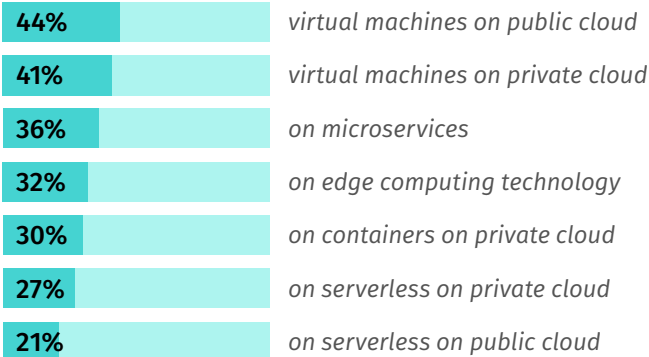 44% virtual machines on public cloud
41% virtual machines on private cloud
36% on microservices
32% on edge computing technology
30% on containers on private cloud
27% on serverless on private cloud
21% on serverless on public cloud